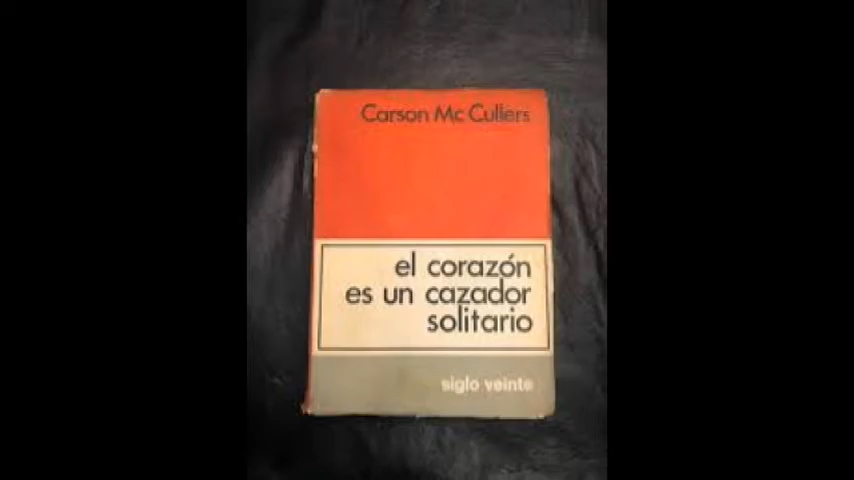 Carson Mc Cullers
el corazón
es un cazador
solitario
siglo veinte